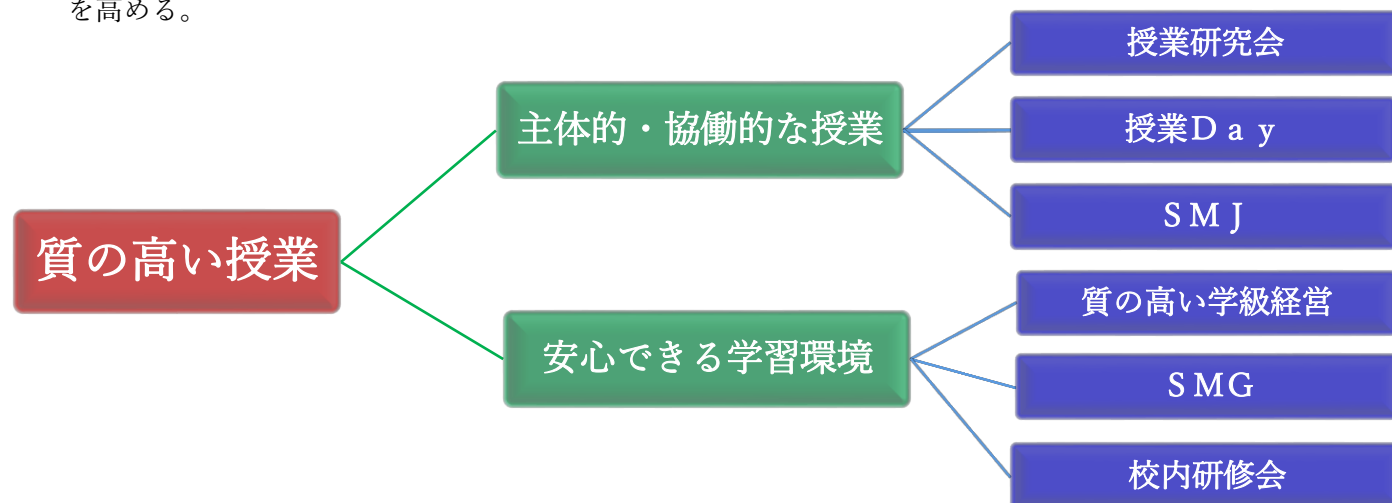 を高める。
質の高い授業
主体的・協働的な授業
授業研究会
授業Ｄａｙ
ＳＭＪ
安心できる学習環境
質の高い学級経営
ＳＭＧ
校内研修会